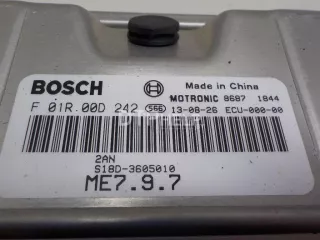 BOSCH
Made in China
MOTRONIC 8687 1844
F 01R.00D 242 566 13-08-26 ECU-000-00
2AN
S18D-3605010
ME7.9.7